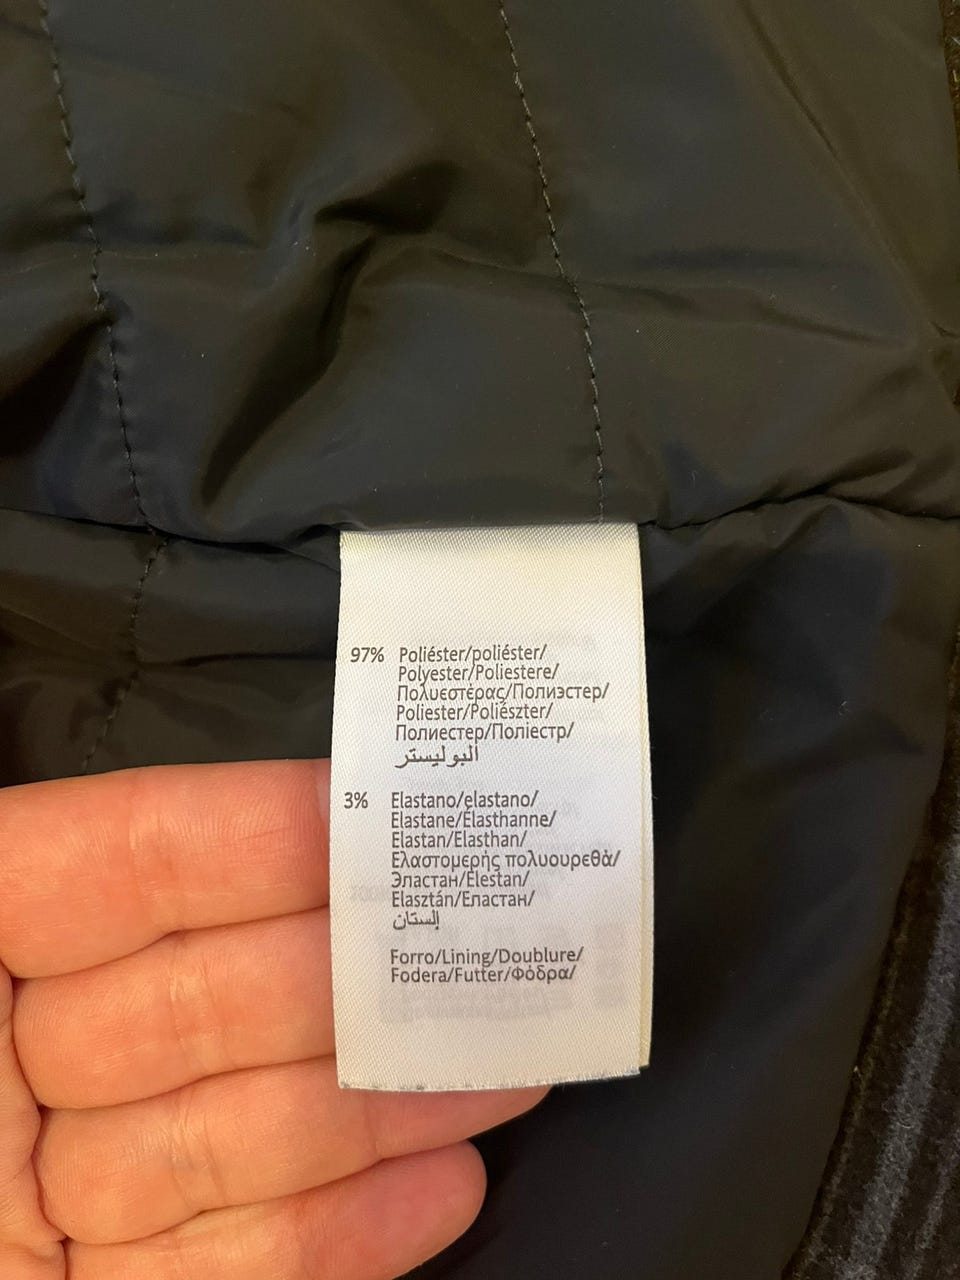 97% Poliéster/poliéster/
Polyester/Poliestere/
Πολυεστέρας/Полиэстер/
Poliester/Poliészter/
Полиестер/Поліестр/
البوليستر
3% Elastano/elastano/
Elastane/Élasthanne/
Elastan/Elasthan/
Ελαστομερής πολυουρεθὰ/
Эластан/Elestan/
Elasztán/Еластан/
إلستان
Forro/Lining/Doublure/
Fodera/Futter/Φόδρα/